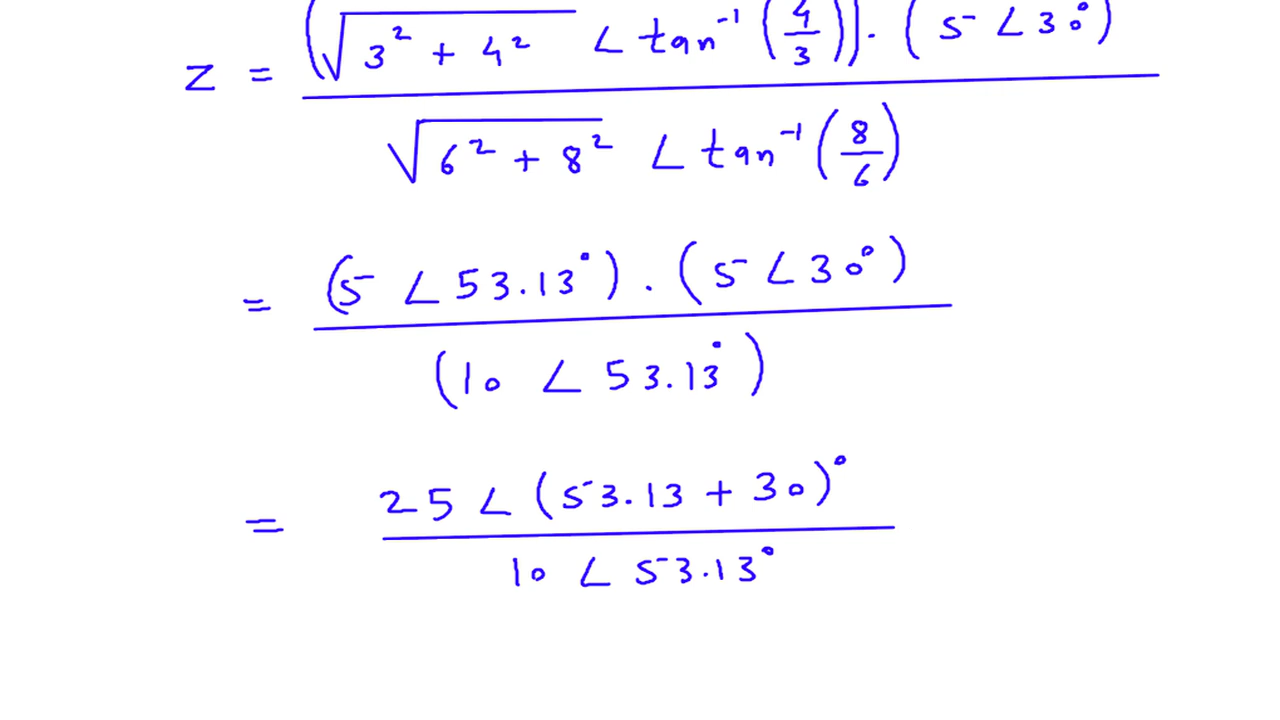 Z = (√(3² + 4²) ∠ tan⁻¹(4/3)) · (5 ∠ 30°) / √(6² + 8²) ∠ tan⁻¹(8/6)
= (5 ∠ 53.13°) · (5 ∠ 30°) / (10 ∠ 53.13°)
= 25 ∠ (53.13 + 30)° / 10 ∠ 53.13°